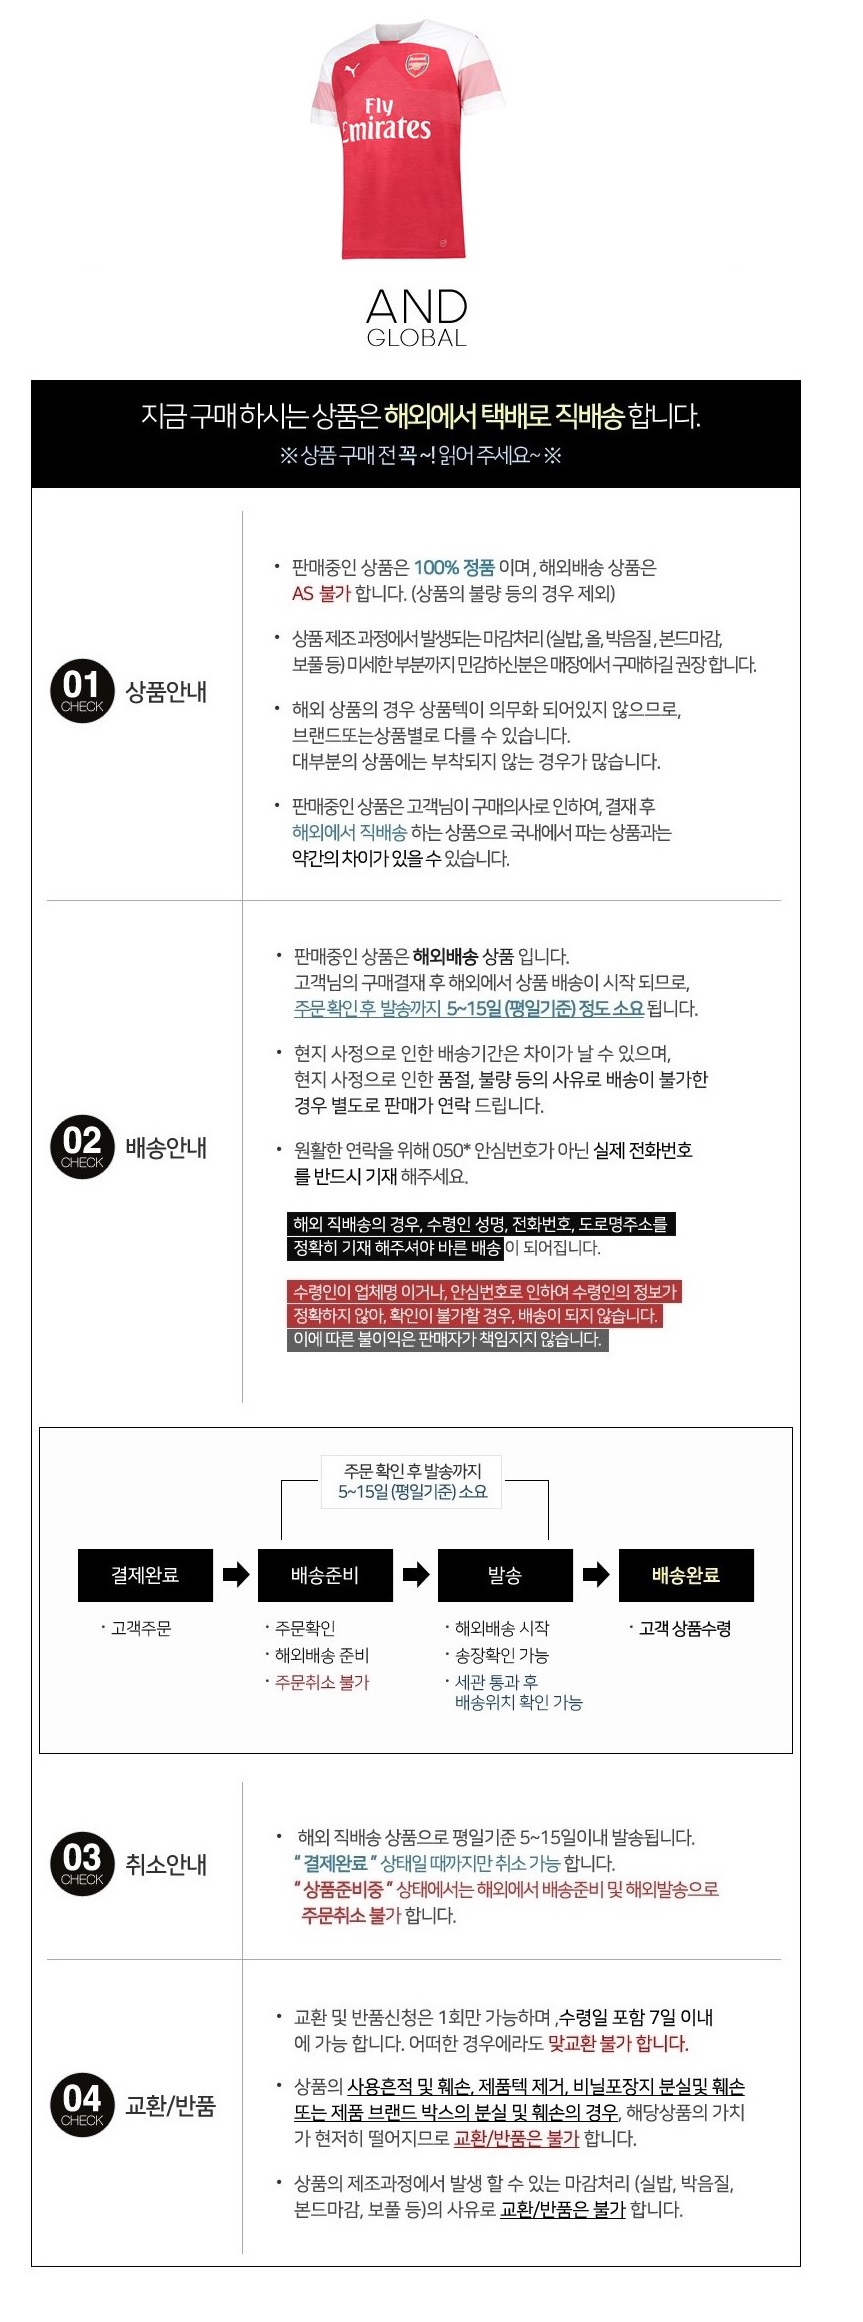 Fly
Emirates
AND
GLOBAL
지금 구매 하시는 상품은 해외에서 택배로 직배송 합니다.
※ 상품 구매 전 꼭 ~! 읽어 주세요~ ※
01
CHECK
상품안내
• 판매중인 상품은 100% 정품 이며, 해외배송 상품은
AS 불가 합니다. (상품의 불량 등의 경우 제외)
• 상품 제조 과정에서 발생되는 마감처리 (실밥, 올, 박음질, 본드마감,
보풀 등) 미세한 부분까지 민감하신분은 매장에서 구매하길 권장 합니다.
• 해외 상품의 경우 상품텍이 의무화 되어있지 않으므로,
브랜드또는상품별로 다를 수 있습니다.
대부분의 상품에는 부착되지 않는 경우가 많습니다.
• 판매중인 상품은 고객님이 구매의사로 인하여, 결재 후
해외에서 직배송 하는 상품으로 국내에서 파는 상품과는
약간의 차이가 있을 수 있습니다.
02
CHECK
배송안내
• 판매중인 상품은 해외배송 상품 입니다.
고객님의 구매결재 후 해외에서 상품 배송이 시작 되므로,
주문 확인 후 발송까지 5~15일 (평일기준) 정도 소요 됩니다.
• 현지 사정으로 인한 배송기간은 차이가 날 수 있으며,
현지 사정으로 인한 품절, 불량 등의 사유로 배송이 불가한
경우 별도로 판매가 연락 드립니다.
• 원활한 연락을 위해 050* 안심번호가 아닌 실제 전화번호
를 반드시 기재 해주세요.
해외 직배송의 경우, 수령인 성명, 전화번호, 도로명주소를
정확히 기재 해주셔야 바른 배송이 되어집니다.
수령인이 업체명 이거나, 안심번호로 인하여 수령인의 정보가
정확하지 않아, 확인이 불가할 경우, 배송이 되지 않습니다.
이에 따른 불이익은 판매자가 책임지지 않습니다.
주문 확인 후 발송까지
5~15일 (평일기준) 소요
결제완료
배송준비
발송
배송완료
· 고객주문
· 주문확인
· 해외배송 준비
· 주문취소 불가
· 해외배송 시작
· 송장확인 가능
· 세관 통과 후
배송위치 확인 가능
· 고객 상품수령
03
CHECK
취소안내
• 해외 직배송 상품으로 평일기준 5~15일이내 발송됩니다.
“ 결제완료 ” 상태일 때까지만 취소 가능 합니다.
“ 상품준비중 ” 상태에서는 해외에서 배송준비 및 해외발송으로
주문취소 불가 합니다.
04
CHECK
교환/반품
• 교환 및 반품신청은 1회만 가능하며 ,수령일 포함 7일 이내
에 가능 합니다. 어떠한 경우에라도 맞교환 불가 합니다.
• 상품의 사용흔적 및 훼손, 제품텍 제거, 비닐포장지 분실및 훼손
또는 제품 브랜드 박스의 분실 및 훼손의 경우, 해당상품의 가치
가 현저히 떨어지므로 교환/반품은 불가 합니다.
• 상품의 제조과정에서 발생 할 수 있는 마감처리 (실밥, 박음질,
본드마감, 보풀 등)의 사유로 교환/반품은 불가 합니다.